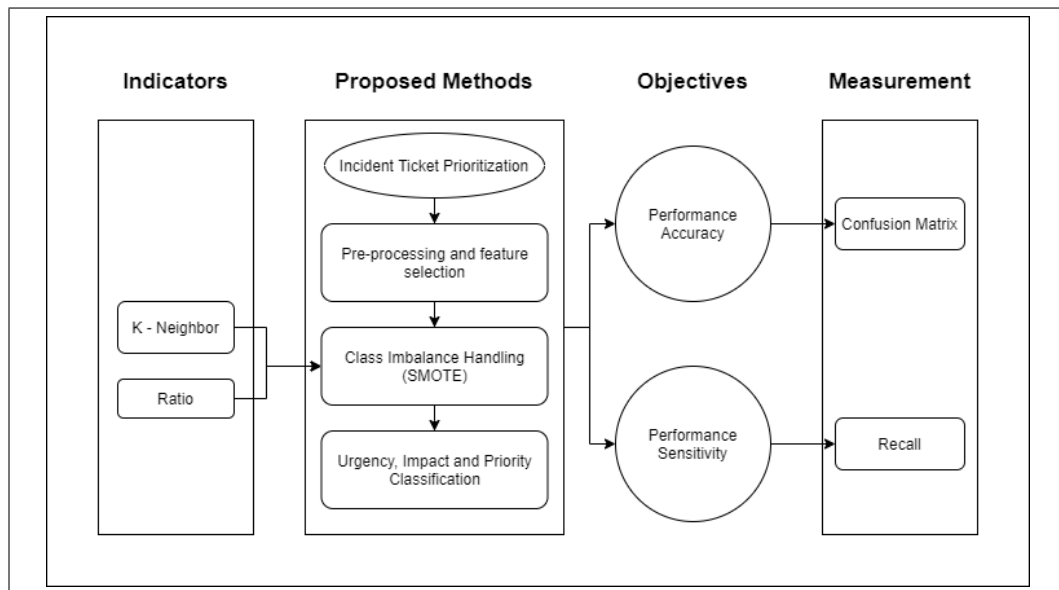 Indicators
Proposed Methods
Objectives
Measurement
Incident Ticket Prioritization
Pre-processing and feature
selection
K - Neighbor
Ratio
Class Imbalance Handling
(SMOTE)
Urgency, Impact and Priority
Classification
Performance
Accuracy
Performance
Sensitivity
Confusion Matrix
Recall